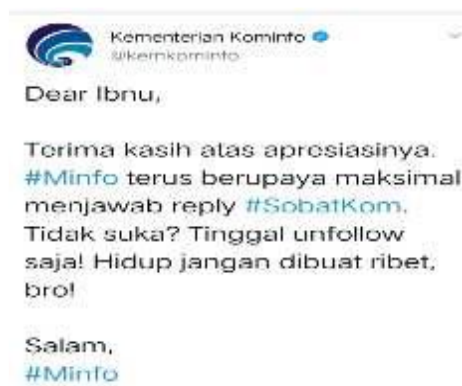 Kementerian Kominfo
@kemkominfo
Dear Ibnu,
Terima kasih atas apresiasinya.
#Minfo terus berupaya maksimal
menjawab reply #SobatKom.
Tidak suka? Tinggal unfollow
saja! Hidup jangan dibuat ribet,
bro!
Salam,
#Minfo